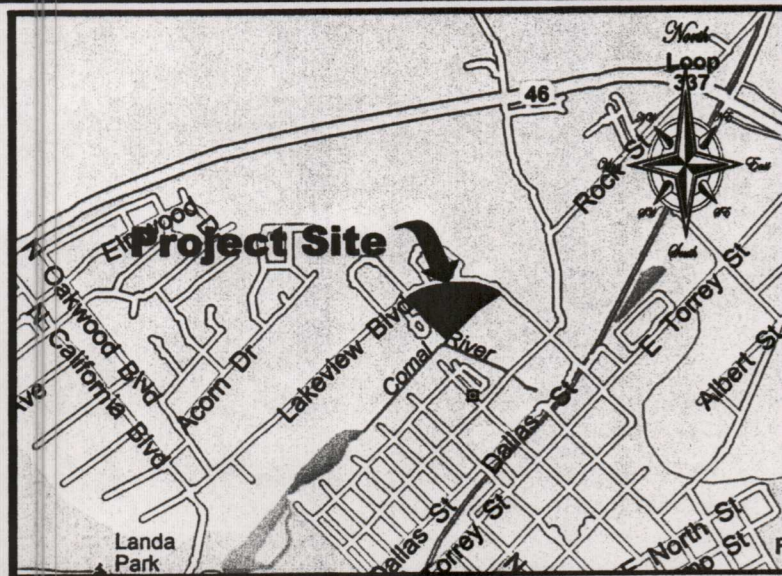 North
Loop
337
46
Rock St
East
South
Project Site
N Oakwood Blvd
N California Blvd
Ave
Acorn Dr
Lakeview Blvd
Comal River
E Torrey St
Albert St
Dallas St
Dallas St
Torrey St
E North St
Landa
Park